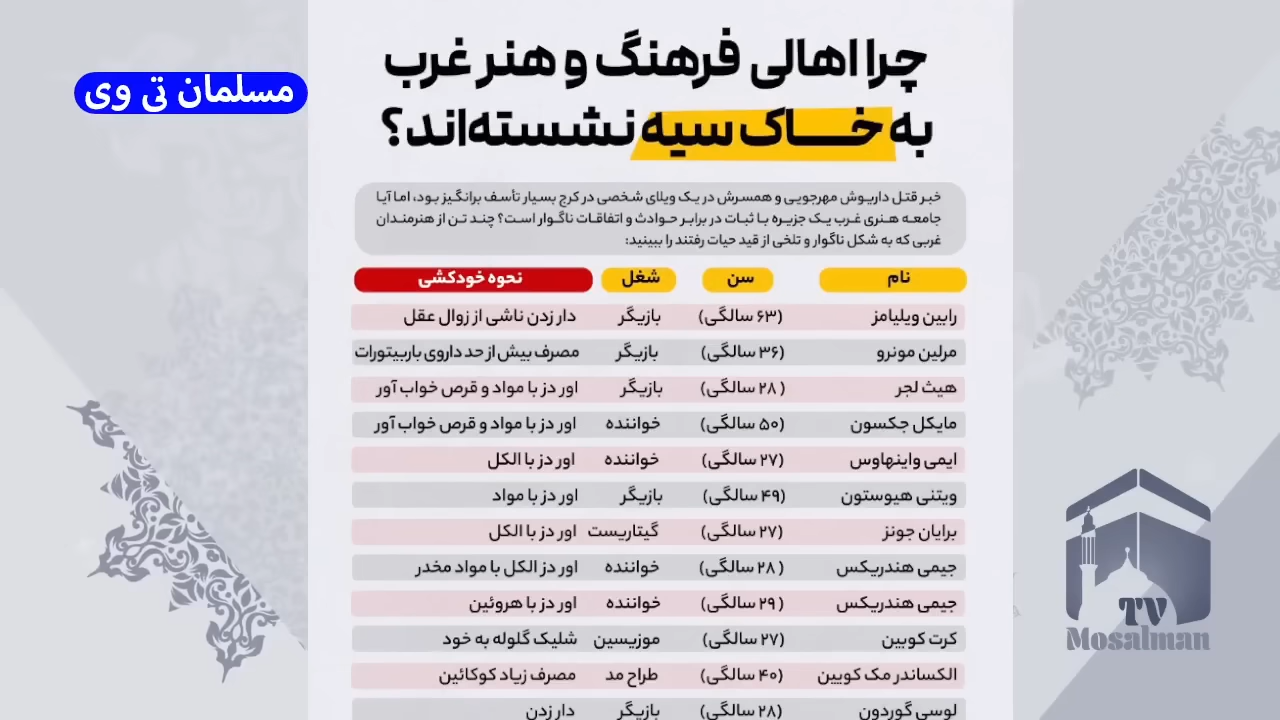 مسلمان تی وی
چرا اهالی فرهنگ و هنر غرب
به خاک سیه نشسته‌اند؟
خبر قتل داریوش مهرجویی و همسرش در یک ویلای شخصی در کرج بسیار تأسف برانگیز بود، اما آیا
جامعه هنری غرب یک جزیره با ثبات در برابر حوادث و اتفاقات ناگوار است؟ چند تن از هنرمندان
غربی که به شکل ناگوار و تلخی از قید حیات رفتند را ببینید:
نام سن شغل نحوه خودکشی
رابین ویلیامز (۶۳ سالگی) بازیگر دار زدن ناشی از زوال عقل
مرلین مونرو (۳۶ سالگی) بازیگر مصرف بیش از حد داروی باربیتورات
هیث لجر (۲۸ سالگی) بازیگر اور دز با مواد و قرص خواب آور
مایکل جکسون (۵۰ سالگی) خواننده اور دز با مواد و قرص خواب آور
ایمی واینهاوس (۲۷ سالگی) خواننده اور دز با الکل
ویتنی هیوستون (۴۹ سالگی) بازیگر اور دز با مواد
برایان جونز (۲۷ سالگی) گیتاریست اور دز با الکل
جیمی هندریکس (۲۸ سالگی) خواننده اور دز الکل با مواد مخدر
جیمی هندریکس (۲۹ سالگی) خواننده اور دز با هروئین
کرت کوبین (۲۷ سالگی) موزیسین شلیک گلوله به خود
الکساندر مک کویین (۴۰ سالگی) طراح مد مصرف زیاد کوکائین
لوسی گوردون (۲۸ سالگی) بازیگر دار زدن
TV
Mosalman